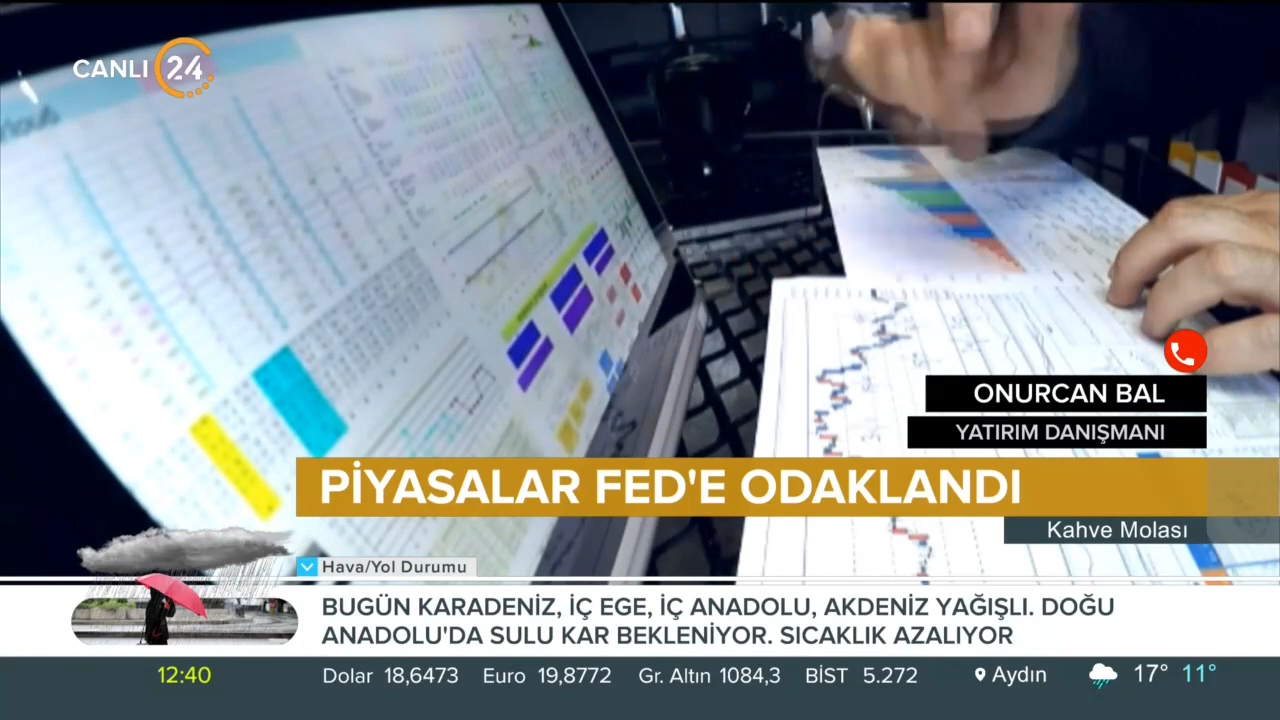 CANLI 24
ONURCAN BAL
YATIRIM DANIŞMANI
PİYASALAR FED'E ODAKLANDI
Kahve Molası
Hava/Yol Durumu
BUGÜN KARADENİZ, İÇ EGE, İÇ ANADOLU, AKDENİZ YAĞIŞLI. DOĞU
ANADOLU'DA SULU KAR BEKLENİYOR. SICAKLIK AZALIYOR
12:40 Dolar 18,6473 Euro 19,8772 Gr. Altın 1084,3 BİST 5.272 Aydın 17° 11°